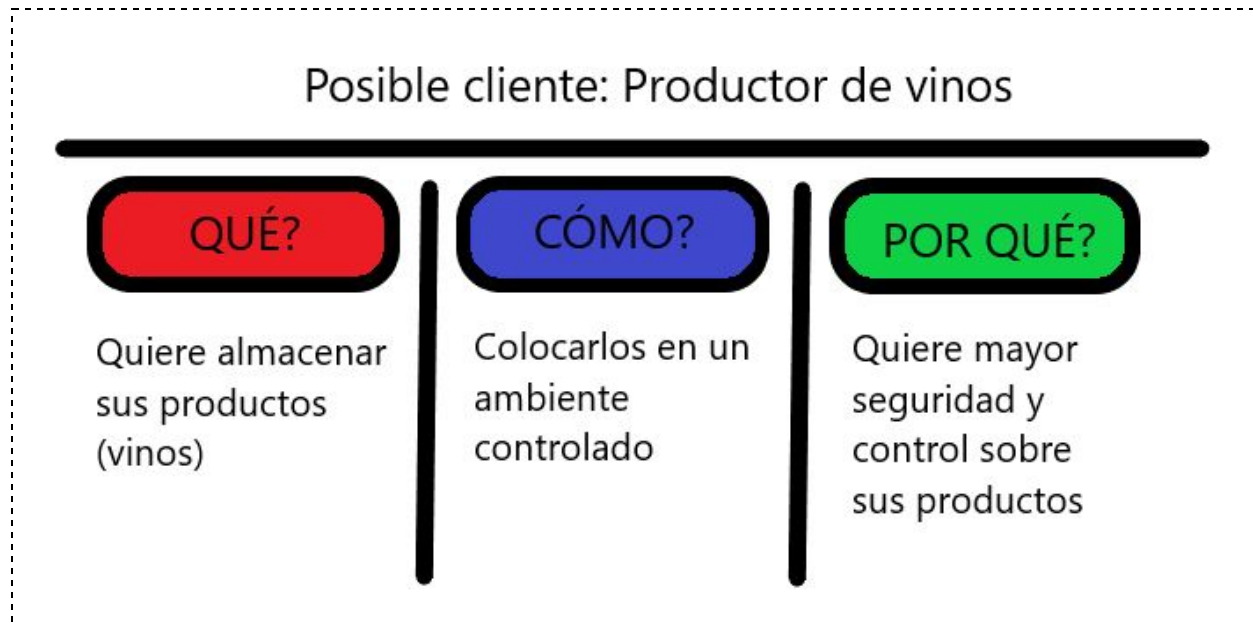 Posible cliente: Productor de vinos
QUÉ?
Quiere almacenar
sus productos
(vinos)
CÓMO?
Colocarlos en un
ambiente
controlado
POR QUÉ?
Quiere mayor
seguridad y
control sobre
sus productos